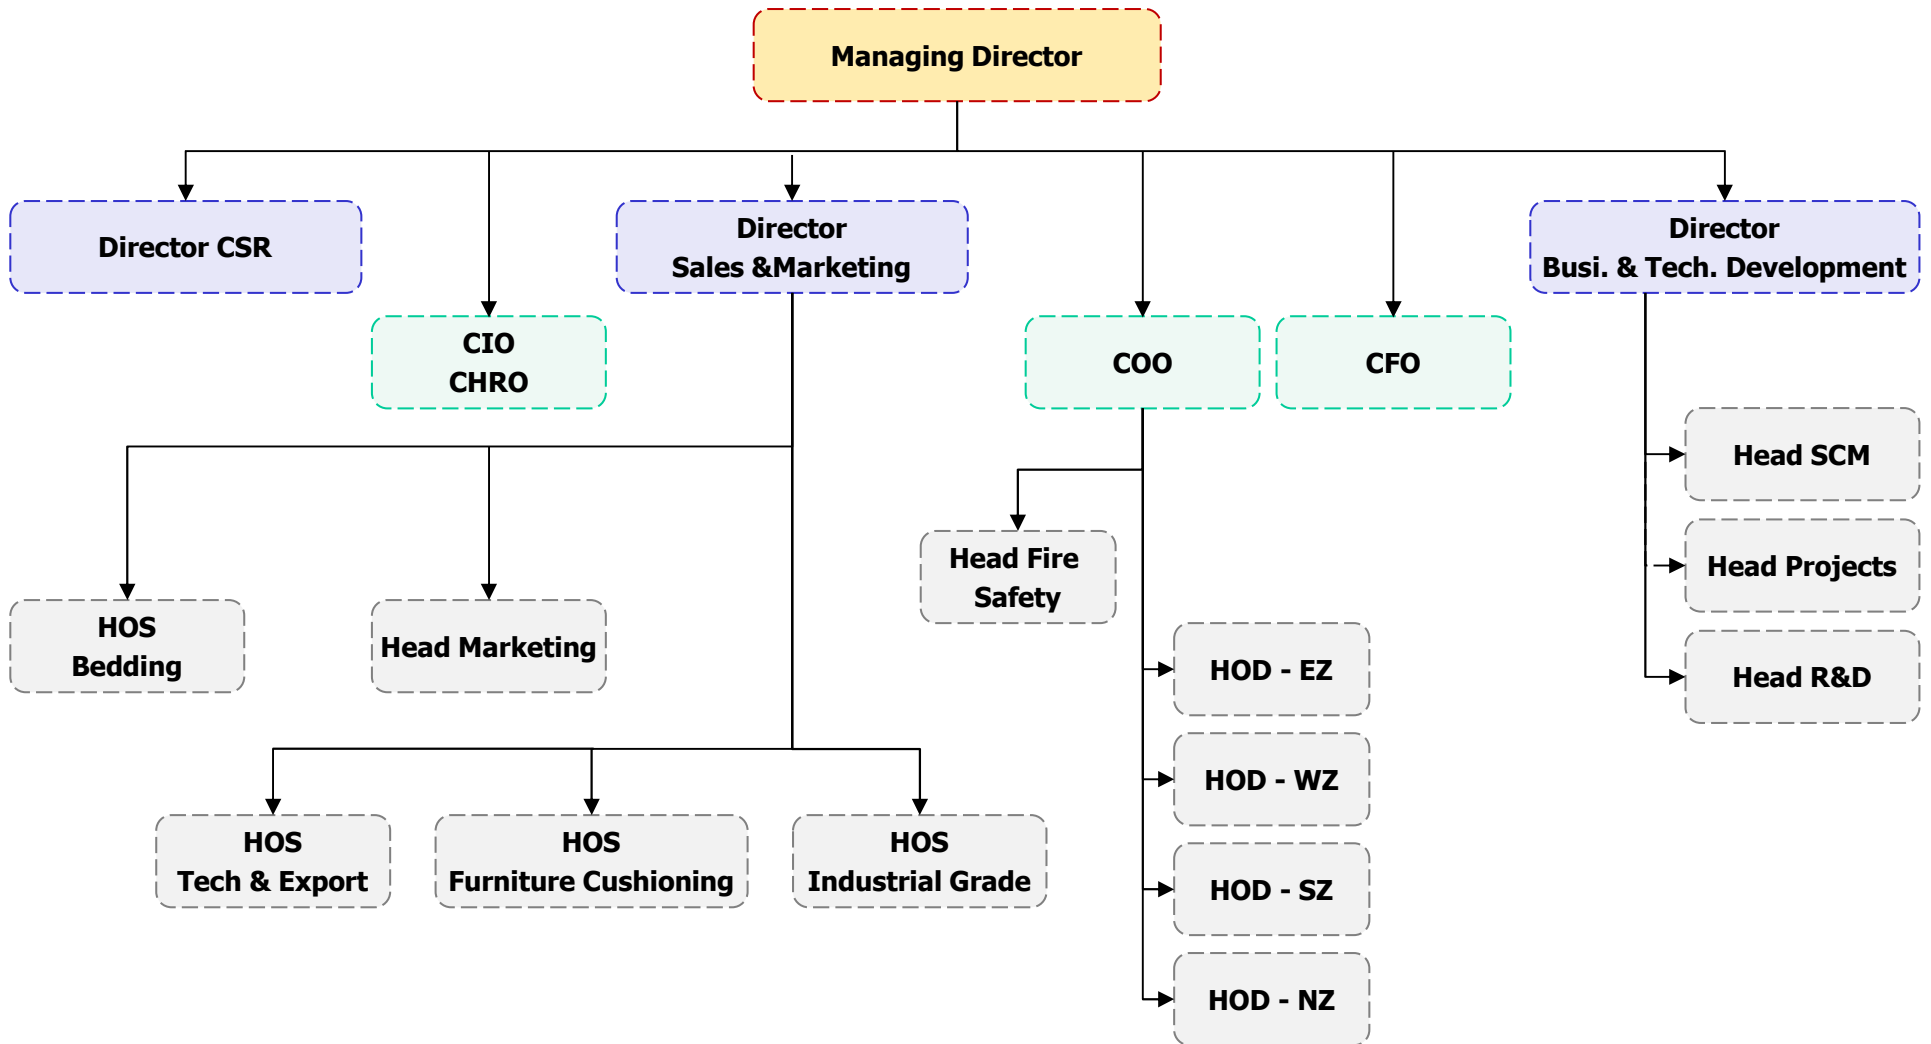 Managing Director
Director CSR
Director
Sales &Marketing
Director
Busi. & Tech. Development
CIO
CHRO
COO
CFO
Head SCM
Head Projects
Head R&D
Head Fire
Safety
HOS
Bedding
Head Marketing
HOD - EZ
HOD - WZ
HOD - SZ
HOD - NZ
HOS
Tech & Export
HOS
Furniture Cushioning
HOS
Industrial Grade